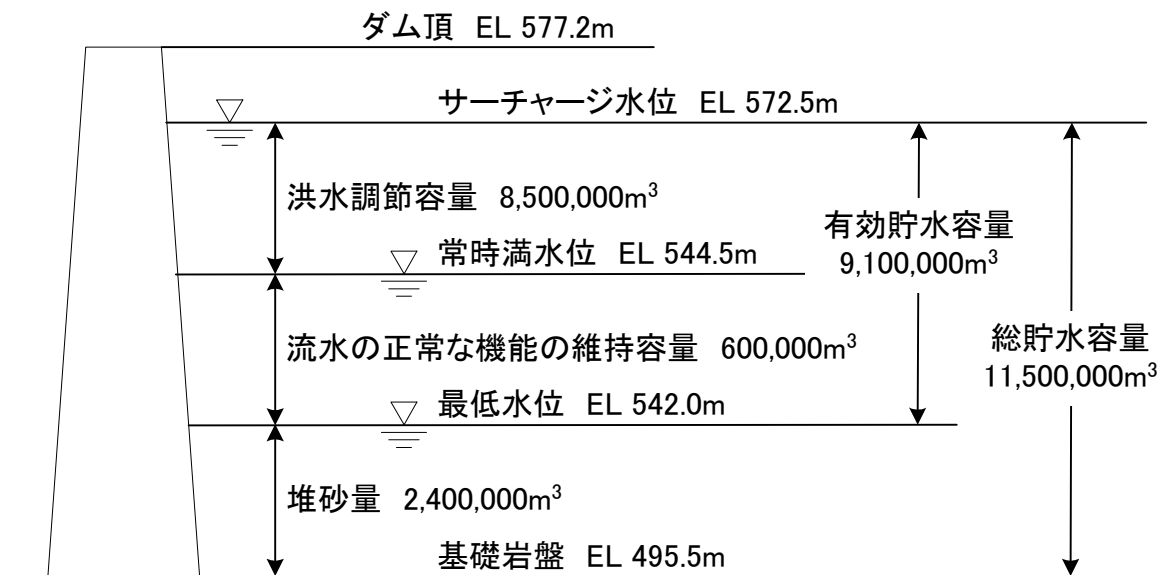 ダム頂 EL 577.2m
サーチャージ水位 EL 572.5m
洪水調節容量 8,500,000m³
有効貯水容量
9,100,000m³
常時満水位 EL 544.5m
流水の正常な機能の維持容量 600,000m³
総貯水容量
11,500,000m³
最低水位 EL 542.0m
堆砂量 2,400,000m³
基礎岩盤 EL 495.5m